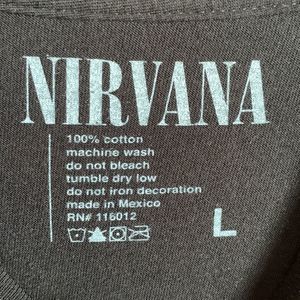 NIRVANA
100% cotton
machine wash
do not bleach
tumble dry low
do not iron decoration
made in Mexico
RN# 116012
L